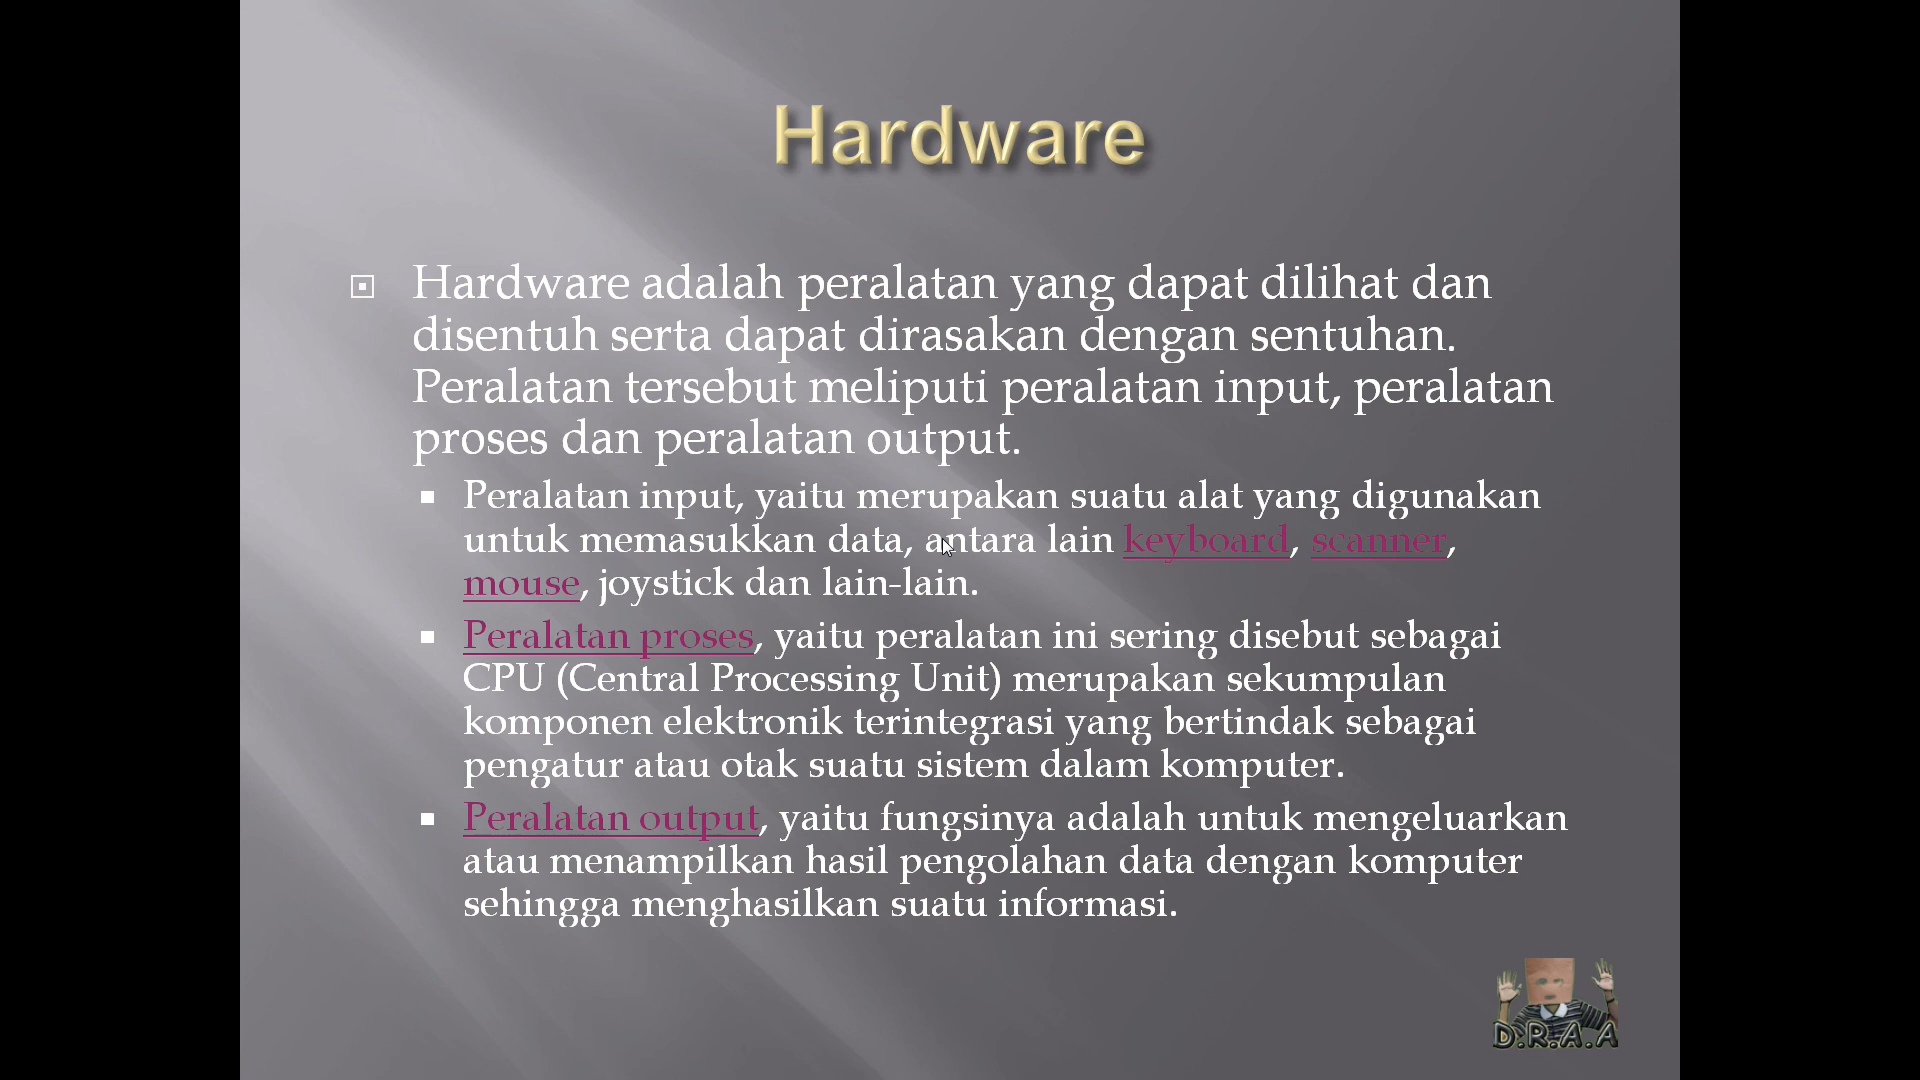 Hardware
Hardware adalah peralatan yang dapat dilihat dan
disentuh serta dapat dirasakan dengan sentuhan.
Peralatan tersebut meliputi peralatan input, peralatan
proses dan peralatan output.
Peralatan input, yaitu merupakan suatu alat yang digunakan
untuk memasukkan data, antara lain keyboard, scanner,
mouse, joystick dan lain-lain.
Peralatan proses, yaitu peralatan ini sering disebut sebagai
CPU (Central Processing Unit) merupakan sekumpulan
komponen elektronik terintegrasi yang bertindak sebagai
pengatur atau otak suatu sistem dalam komputer.
Peralatan output, yaitu fungsinya adalah untuk mengeluarkan
atau menampilkan hasil pengolahan data dengan komputer
sehingga menghasilkan suatu informasi.
D.R.A.A